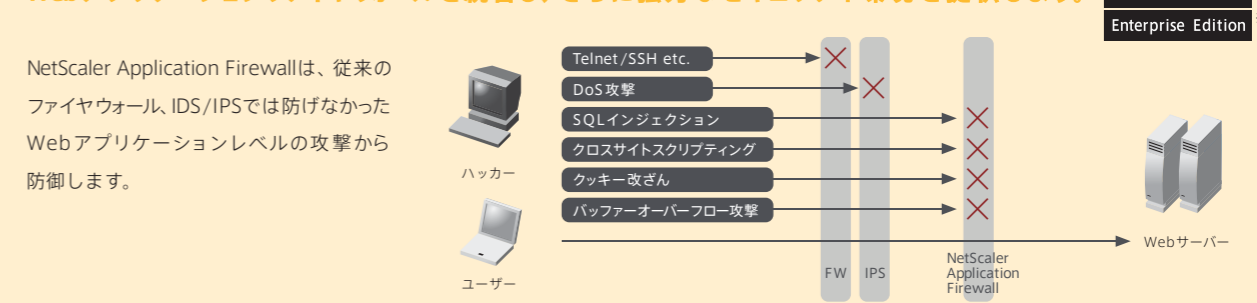 Enterprise Edition
NetScaler Application Firewallは、従来の
ファイヤウォール、IDS/IPSでは防げなかった
Webアプリケーションレベルの攻撃から
防御します。
ハッカー
ユーザー
Telnet/SSH etc.
DoS攻撃
SQLインジェクション
クロスサイトスクリプティング
クッキー改ざん
バッファーオーバーフロー攻撃
FW
IPS
NetScaler
Application
Firewall
Webサーバー